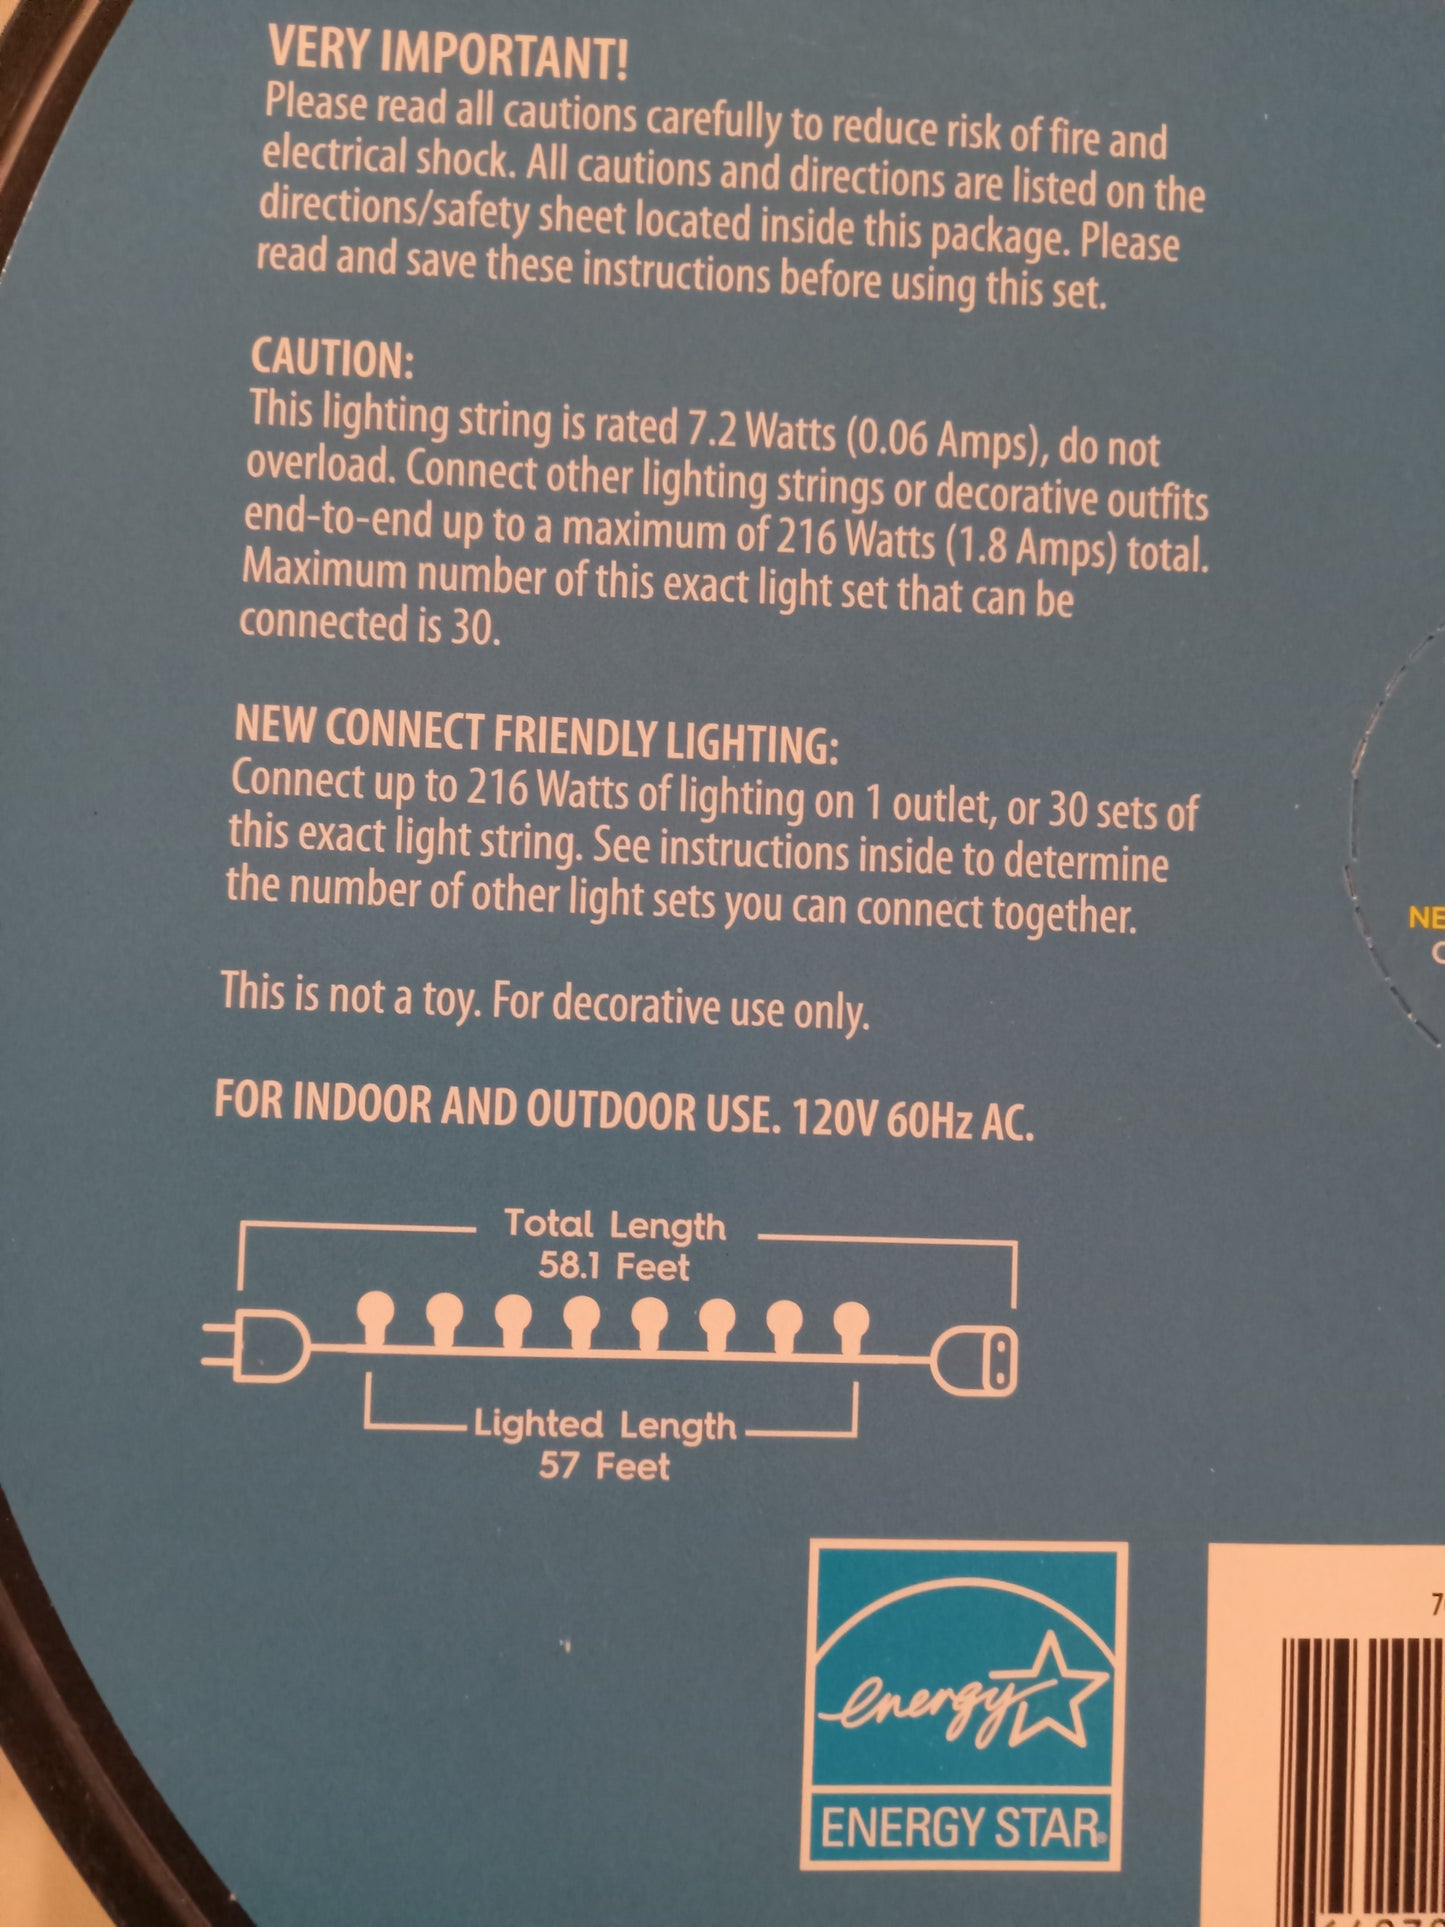 VERY IMPORTANT!
Please read all cautions carefully to reduce risk of fire and
electrical shock. All cautions and directions are listed on the
directions/safety sheet located inside this package. Please
read and save these instructions before using this set.
CAUTION:
This lighting string is rated 7.2 Watts (0.06 Amps), do not
overload. Connect other lighting strings or decorative outfits
end-to-end up to a maximum of 216 Watts (1.8 Amps) total.
Maximum number of this exact light set that can be
connected is 30.
NEW CONNECT FRIENDLY LIGHTING:
Connect up to 216 Watts of lighting on 1 outlet, or 30 sets of
this exact light string. See instructions inside to determine
the number of other light sets you can connect together.
This is not a toy. For decorative use only.
FOR INDOOR AND OUTDOOR USE. 120V 60Hz AC.
Total Length
58.1 Feet
Lighted Length
57 Feet
energy
ENERGY STAR®